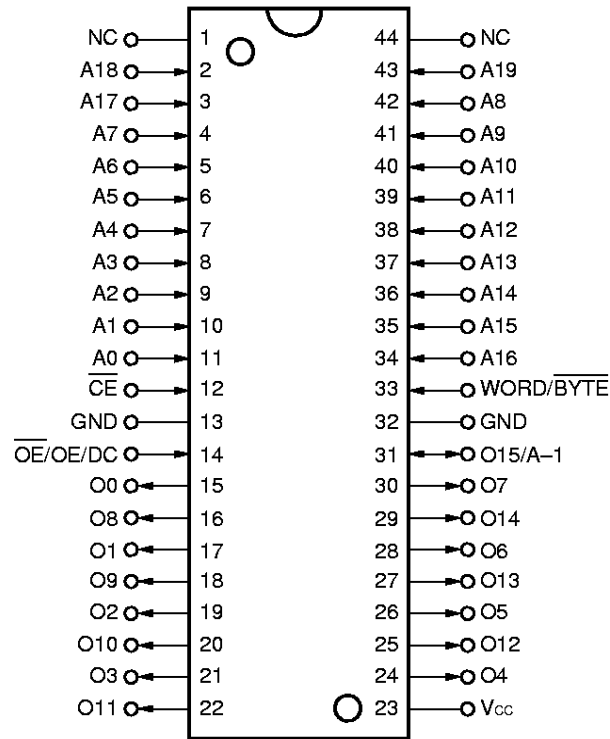 NC 1 44 NC
A18 2 43 A19
A17 3 42 A8
A7 4 41 A9
A6 5 40 A10
A5 6 39 A11
A4 7 38 A12
A3 8 37 A13
A2 9 36 A14
A1 10 35 A15
A0 11 34 A16
C̅E̅ 12 33 WORD/B̅Y̅T̅E̅
GND 13 32 GND
O̅E̅/OE/DC 14 31 O15/A−1
O0 15 30 O7
O8 16 29 O14
O1 17 28 O6
O9 18 27 O13
O2 19 26 O5
O10 20 25 O12
O3 21 24 O4
O11 22 23 Vcc